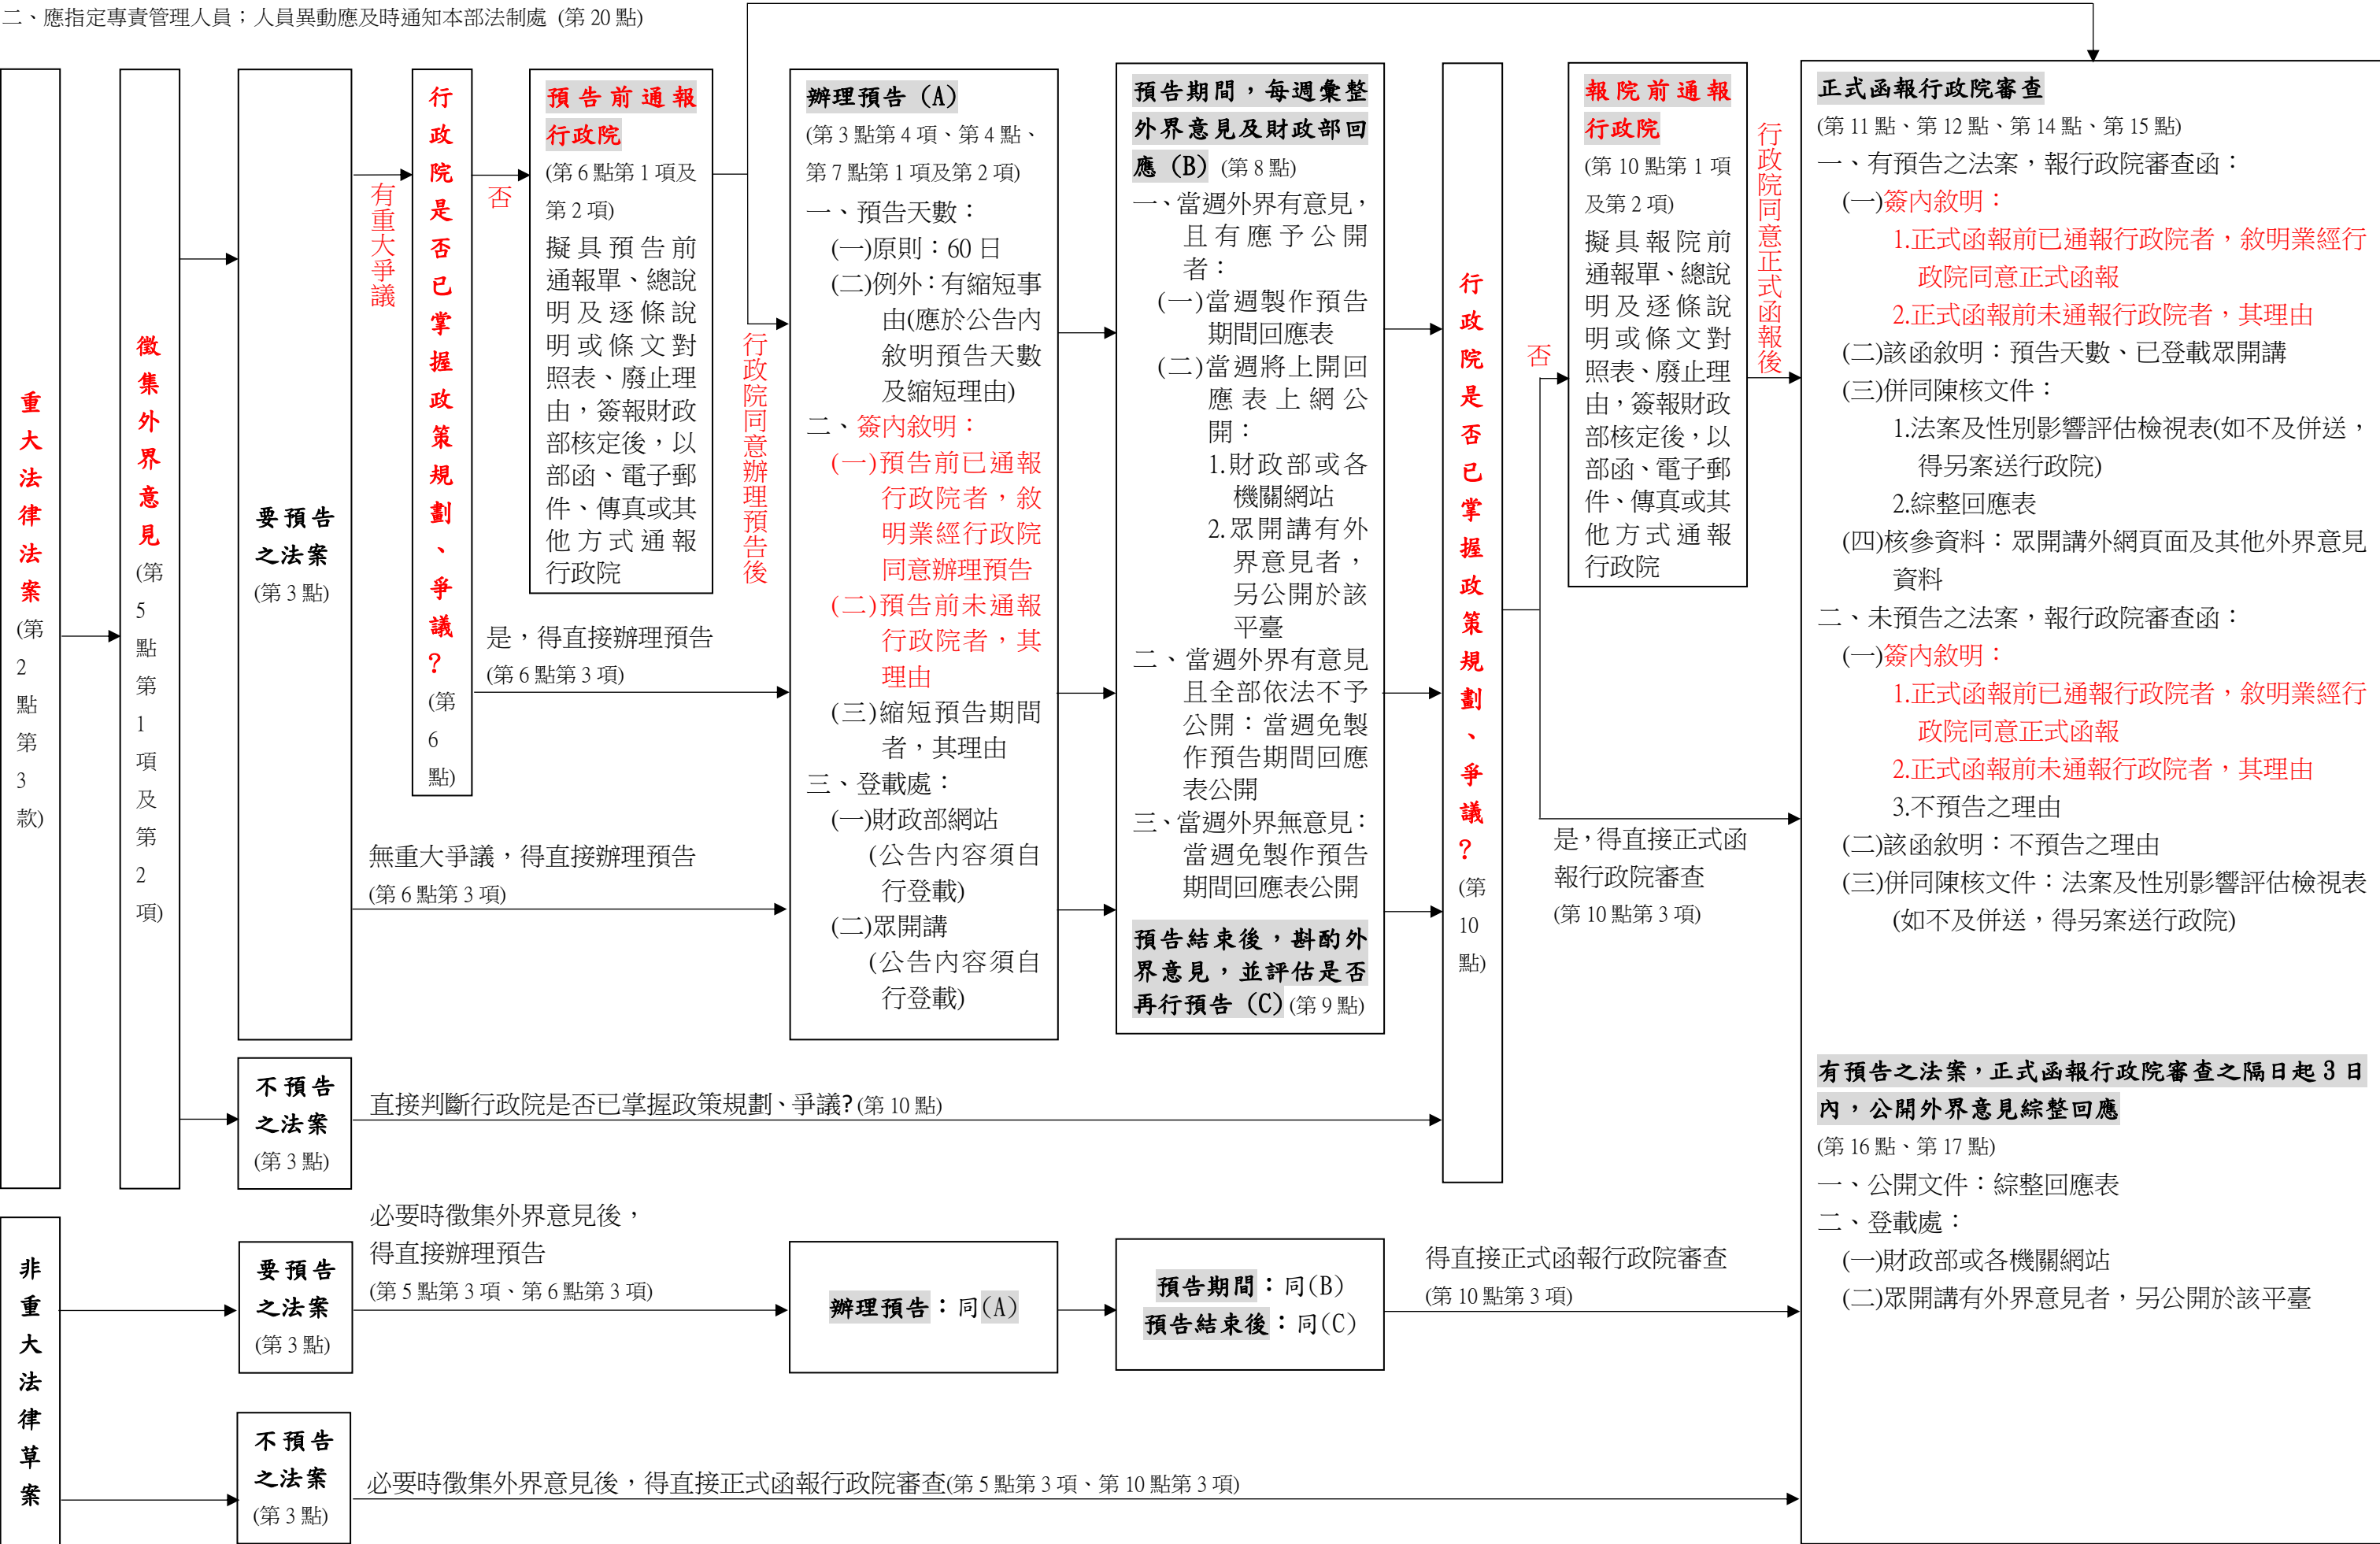 二、應指定專責管理人員；人員異動應及時通知本部法制處 (第 20 點)
重大法律法案
(第
2
點
第
3
款)
徵集外界意見
(第
5
點
第
1
項
及
第
2
項)
要預告
之法案
(第 3 點)
有重大爭議
行政院是否已掌握政策規劃、爭議？
(第
6
點)
否
預告前通報
行政院
(第 6 點第 1 項及
第 2 項)
擬具預告前
通報單、總說
明及逐條說
明或條文對
照表、廢止理
由，簽報財政
部核定後，以
部函、電子郵
件、傳真或其
他方式通報
行政院
是，得直接辦理預告
(第 6 點第 3 項)
無重大爭議，得直接辦理預告
(第 6 點第 3 項)
行政院同意辦理預告後
辦理預告 (A)
(第 3 點第 4 項、第 4 點、
第 7 點第 1 項及第 2 項)
一、預告天數：
(一)原則：60 日
(二)例外：有縮短事
由(應於公告內
敘明預告天數
及縮短理由)
二、簽內敘明：
(一)預告前已通報
行政院者，敘
明業經行政院
同意辦理預告
(二)預告前未通報
行政院者，其
理由
(三)縮短預告期間
者，其理由
三、登載處：
(一)財政部網站
(公告內容須自
行登載)
(二)眾開講
(公告內容須自
行登載)
預告期間，每週彙整
外界意見及財政部回
應 (B) (第 8 點)
一、當週外界有意見，
且有應予公開
者：
(一)當週製作預告
期間回應表
(二)當週將上開回
應表上網公
開：
1.財政部或各
機關網站
2.眾開講有外
界意見者，
另公開於該
平臺
二、當週外界有意見
且全部依法不予
公開：當週免製
作預告期間回應
表公開
三、當週外界無意見：
當週免製作預告
期間回應表公開
預告結束後，斟酌外
界意見，並評估是否
再行預告 (C) (第 9 點)
行政院是否已掌握政策規劃、爭議？
(第
10
點)
否
報院前通報
行政院
(第 10 點第 1 項
及第 2 項)
擬具報院前
通報單、總說
明及逐條說
明或條文對
照表、廢止理
由，簽報財政
部核定後，以
部函、電子郵
件、傳真或其
他方式通報
行政院
行政院同意正式函報後
是，得直接正式函
報行政院審查
(第 10 點第 3 項)
正式函報行政院審查
(第 11 點、第 12 點、第 14 點、第 15 點)
一、有預告之法案，報行政院審查函：
(一)簽內敘明：
1.正式函報前已通報行政院者，敘明業經行
政院同意正式函報
2.正式函報前未通報行政院者，其理由
(二)該函敘明：預告天數、已登載眾開講
(三)併同陳核文件：
1.法案及性別影響評估檢視表(如不及併送，
得另案送行政院)
2.綜整回應表
(四)核參資料：眾開講外網頁面及其他外界意見
資料
二、未預告之法案，報行政院審查函：
(一)簽內敘明：
1.正式函報前已通報行政院者，敘明業經行
政院同意正式函報
2.正式函報前未通報行政院者，其理由
3.不預告之理由
(二)該函敘明：不預告之理由
(三)併同陳核文件：法案及性別影響評估檢視表
(如不及併送，得另案送行政院)
有預告之法案，正式函報行政院審查之隔日起 3 日
內，公開外界意見綜整回應
(第 16 點、第 17 點)
一、公開文件：綜整回應表
二、登載處：
(一)財政部或各機關網站
(二)眾開講有外界意見者，另公開於該平臺
不預告
之法案
(第 3 點)
直接判斷行政院是否已掌握政策規劃、爭議?(第 10 點)
非重大法律草案
要預告
之法案
(第 3 點)
必要時徵集外界意見後，
得直接辦理預告
(第 5 點第 3 項、第 6 點第 3 項)
辦理預告：同(A)
預告期間：同(B)
預告結束後：同(C)
得直接正式函報行政院審查
(第 10 點第 3 項)
不預告
之法案
(第 3 點)
必要時徵集外界意見後，得直接正式函報行政院審查(第 5 點第 3 項、第 10 點第 3 項)